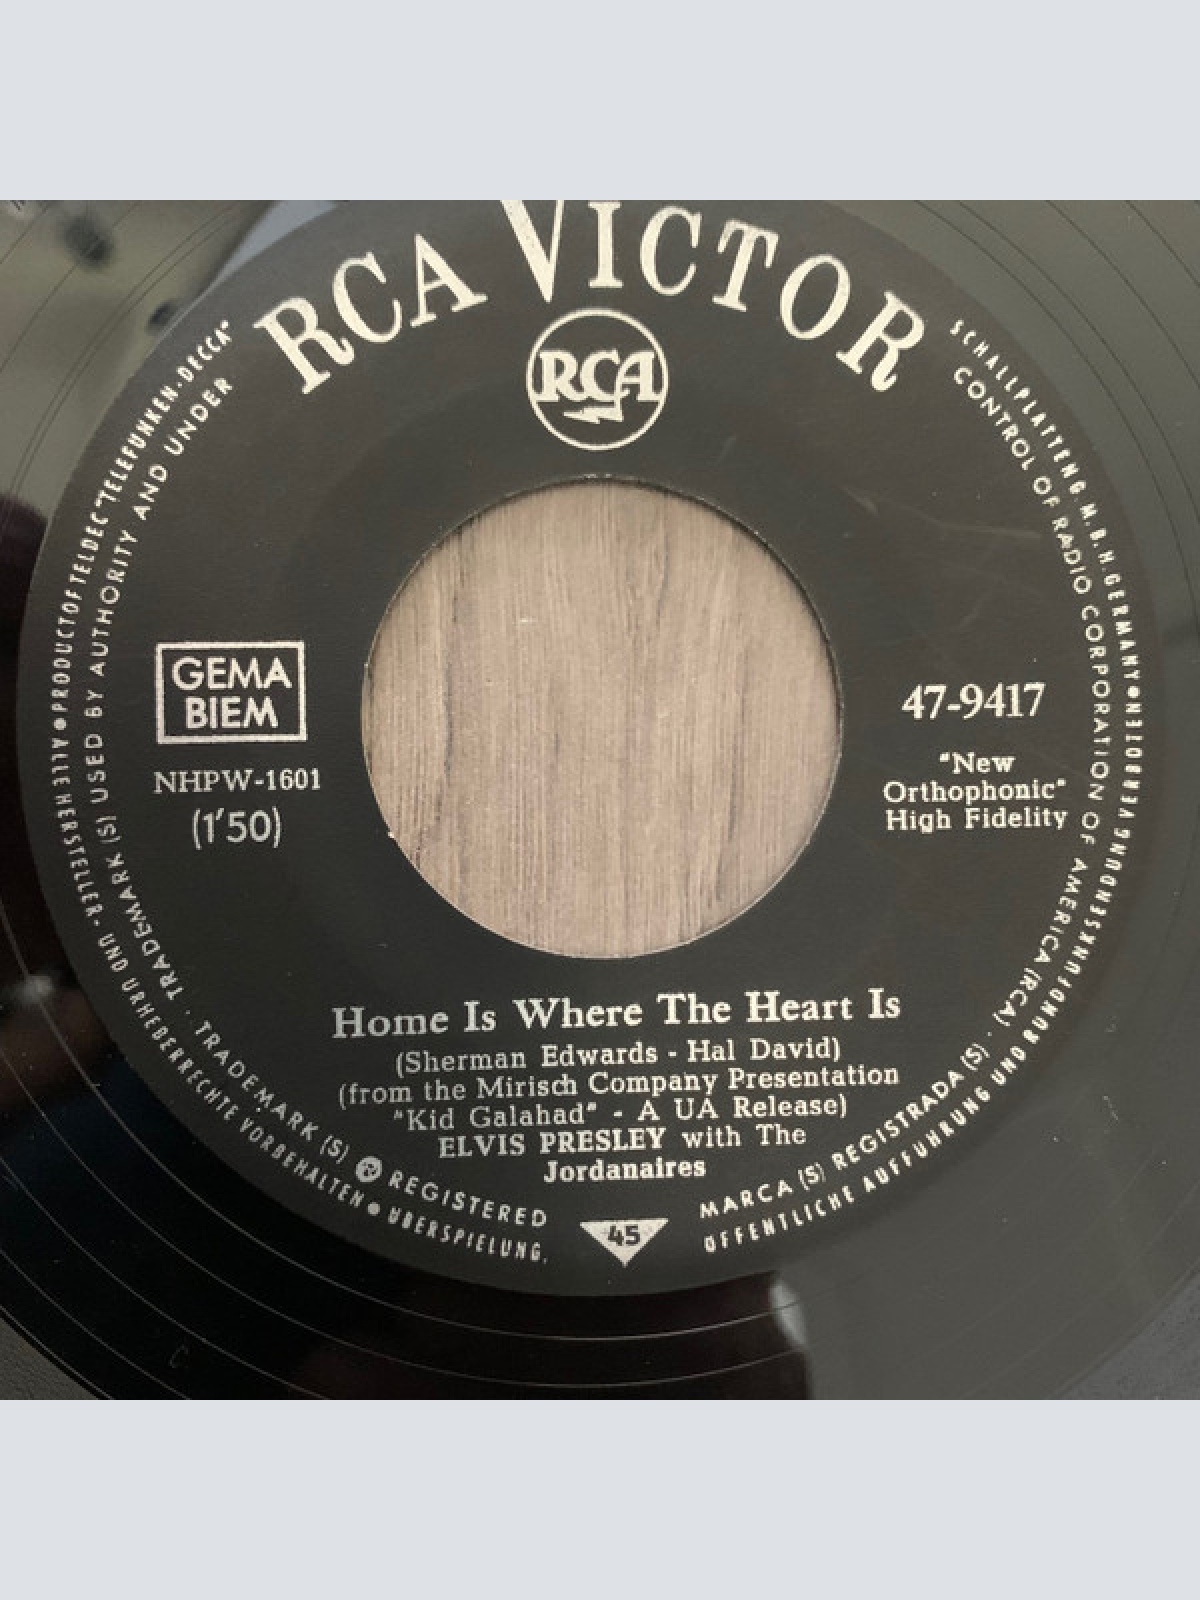 RCA VICTOR
RCA
PRODUCT OF TELDEC "TELEFUNKEN·DECCA"
SCHALLPLATTEN G.M.B.H. GERMANY
USED BY AUTHORITY AND UNDER
CONTROL OF RADIO CORPORATION OF AMERICA (RCA)
GEMA
BIEM
NHPW-1601
(1'50)
47-9417
"New
Orthophonic"
High Fidelity
Home Is Where The Heart Is
(Sherman Edwards - Hal David)
(from the Mirisch Company Presentation
"Kid Galahad" - A UA Release)
ELVIS PRESLEY with The
Jordanaires
TRADEMARK (S) · TRADEMARK (S) ® REGISTERED
MARCA (S) REGISTRADA (S) ·
ALLE HERSTELLER- UND URHEBERRECHTE VORBEHALTEN ● ÜBERSPIELUNG,
ÖFFENTLICHE AUFFÜHRUNG UND RUNDFUNKSENDUNG VERBOTEN
45